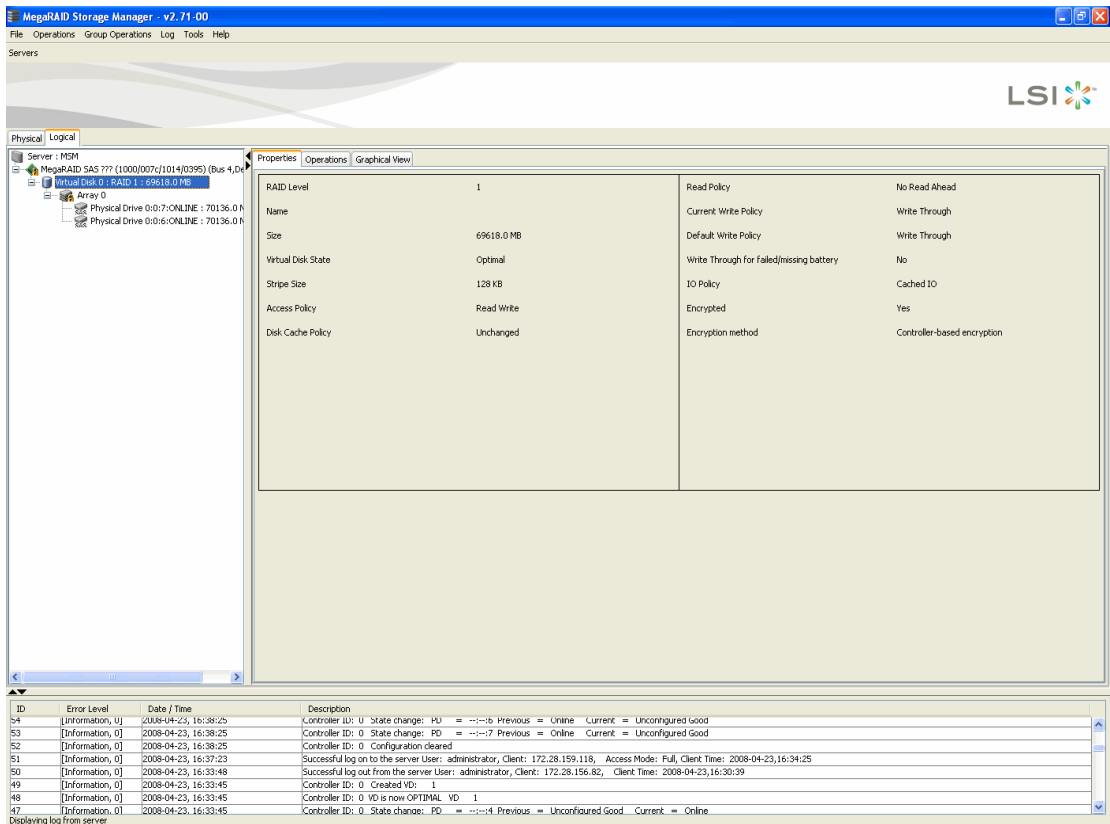 MegaRAID Storage Manager - v2.71-00
File Operations Group Operations Log Tools Help
Servers
LSI
Physical Logical
Server : MSM
MegaRAID SAS ??? (1000/007c/1014/0395) (Bus 4,De
Virtual Disk 0 : RAID 1 : 69618.0 MB
Array 0
Physical Drive 0:0:7:ONLINE : 70136.0 M
Physical Drive 0:0:6:ONLINE : 70136.0 M
Properties Operations Graphical View
RAID Level 1
Name
Size 69618.0 MB
Virtual Disk State Optimal
Stripe Size 128 KB
Access Policy Read Write
Disk Cache Policy Unchanged
Read Policy No Read Ahead
Current Write Policy Write Through
Default Write Policy Write Through
Write Through for failed/missing battery No
IO Policy Cached IO
Encrypted Yes
Encryption method Controller-based encryption
ID Error Level Date / Time Description
54 [Information, 0] 2008-04-23, 16:38:25 Controller ID: 0 State change: PD = --:--:6 Previous = Online Current = Unconfigured Good
53 [Information, 0] 2008-04-23, 16:38:25 Controller ID: 0 State change: PD = --:--:7 Previous = Online Current = Unconfigured Good
52 [Information, 0] 2008-04-23, 16:38:25 Controller ID: 0 Configuration cleared
51 [Information, 0] 2008-04-23, 16:37:23 Successful log on to the server User: administrator, Client: 172.28.159.118, Access Mode: Full, Client Time: 2008-04-23,16:34:25
50 [Information, 0] 2008-04-23, 16:33:48 Successful log out from the server User: administrator, Client: 172.28.156.82, Client Time: 2008-04-23,16:30:39
49 [Information, 0] 2008-04-23, 16:33:45 Controller ID: 0 Created VD: 1
48 [Information, 0] 2008-04-23, 16:33:45 Controller ID: 0 VD is now OPTIMAL VD 1
47 [Information, 0] 2008-04-23, 16:33:45 Controller ID: 0 State change: PD = --:--:4 Previous = Unconfigured Good Current = Online
Displaying log from server